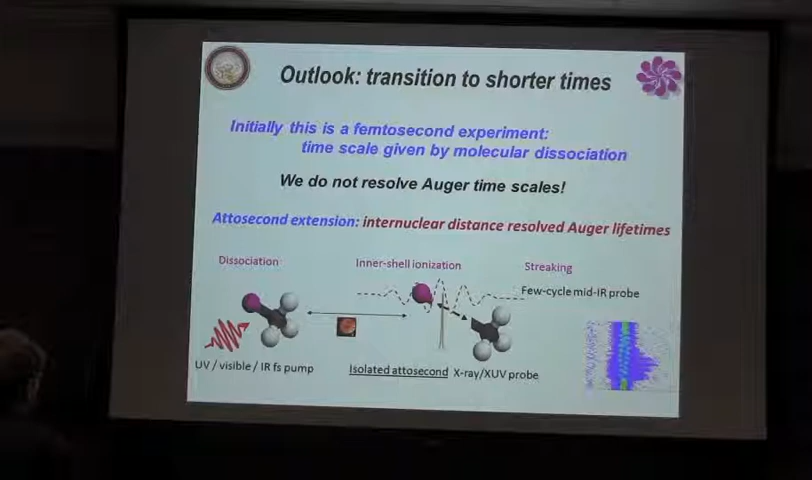 Outlook: transition to shorter times
Initially this is a femtosecond experiment:
time scale given by molecular dissociation
We do not resolve Auger time scales!
Attosecond extension: internuclear distance resolved Auger lifetimes
Dissociation
Inner-shell ionization
Streaking
Few-cycle mid-IR probe
UV / visible / IR fs pump
Isolated attosecond X-ray/XUV probe